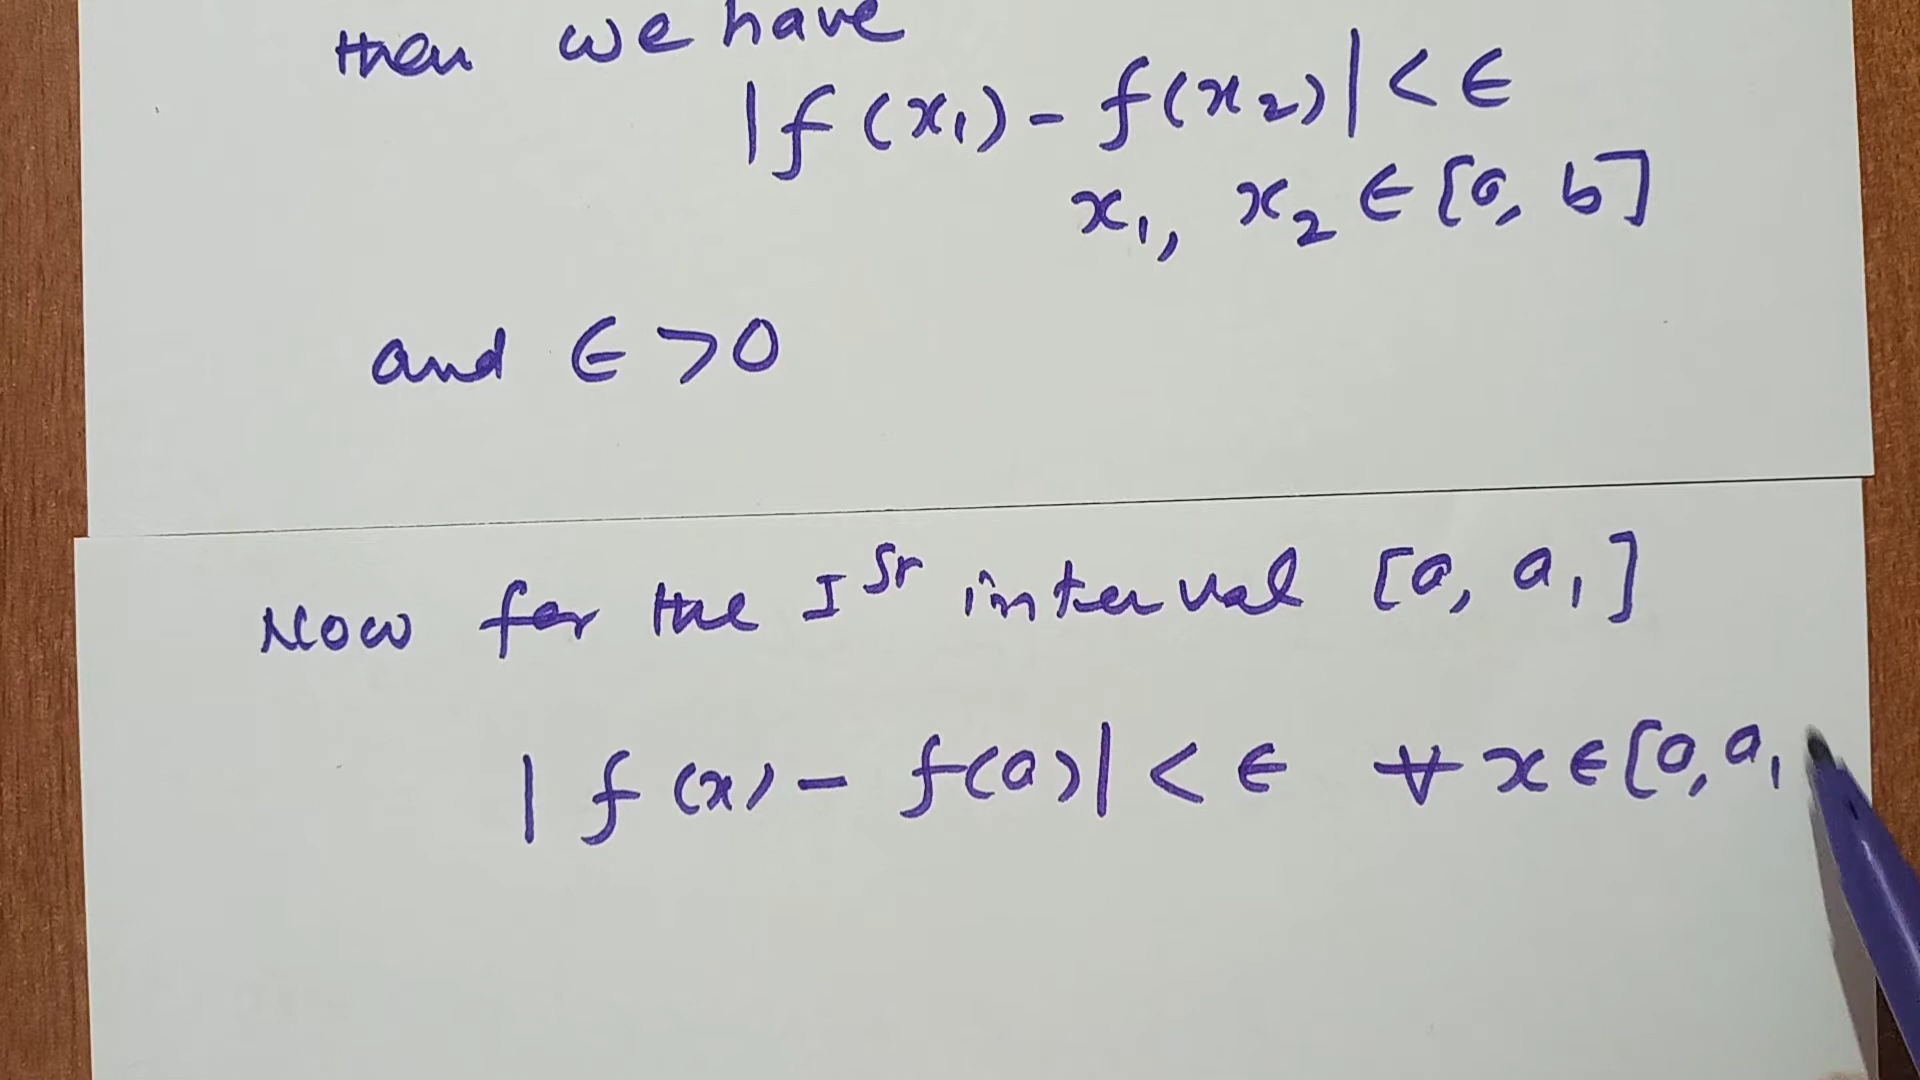 then we have
|f(x₁) - f(x₂)| < ϵ
x₁, x₂ ∈ [a, b]
and ϵ > 0
Now for the Iˢᵗ interval [a, a₁]
|f(x) - f(a)| < ϵ ∀ x ∈ [a, a₁